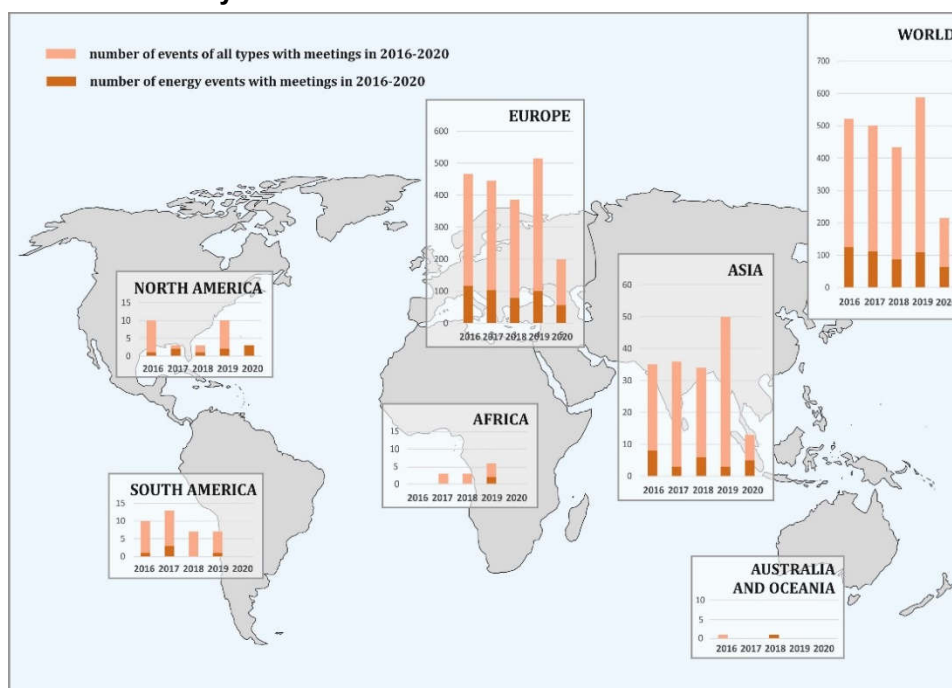 number of events of all types with meetings in 2016-2020
number of energy events with meetings in 2016-2020
WORLD
700
600
500
400
300
200
100
0
2016 2017 2018 2019 2020
EUROPE
600
500
400
300
200
100
0
2016 2017 2018 2019 2020
ASIA
60
50
40
30
20
10
0
2016 2017 2018 2019 2020
NORTH AMERICA
15
10
5
0
2016 2017 2018 2019 2020
AFRICA
15
10
5
0
2016 2017 2018 2019 2020
SOUTH AMERICA
15
10
5
0
2016 2017 2018 2019 2020
AUSTRALIA
AND OCEANIA
10
5
0
2016 2017 2018 2019 2020